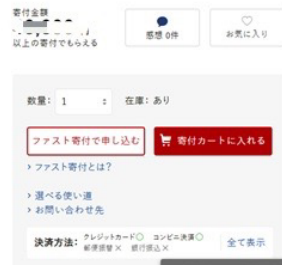 寄付金額
以上の寄付でもらえる
感想 0件
お気に入り
数量: 1 在庫: あり
ファスト寄付で申し込む
寄付カートに入れる
› ファスト寄付とは?
› 選べる使い道
› お問い合わせ先
決済方法: クレジットカード〇 コンビニ決済〇
郵便振替× 銀行振込×
全て表示